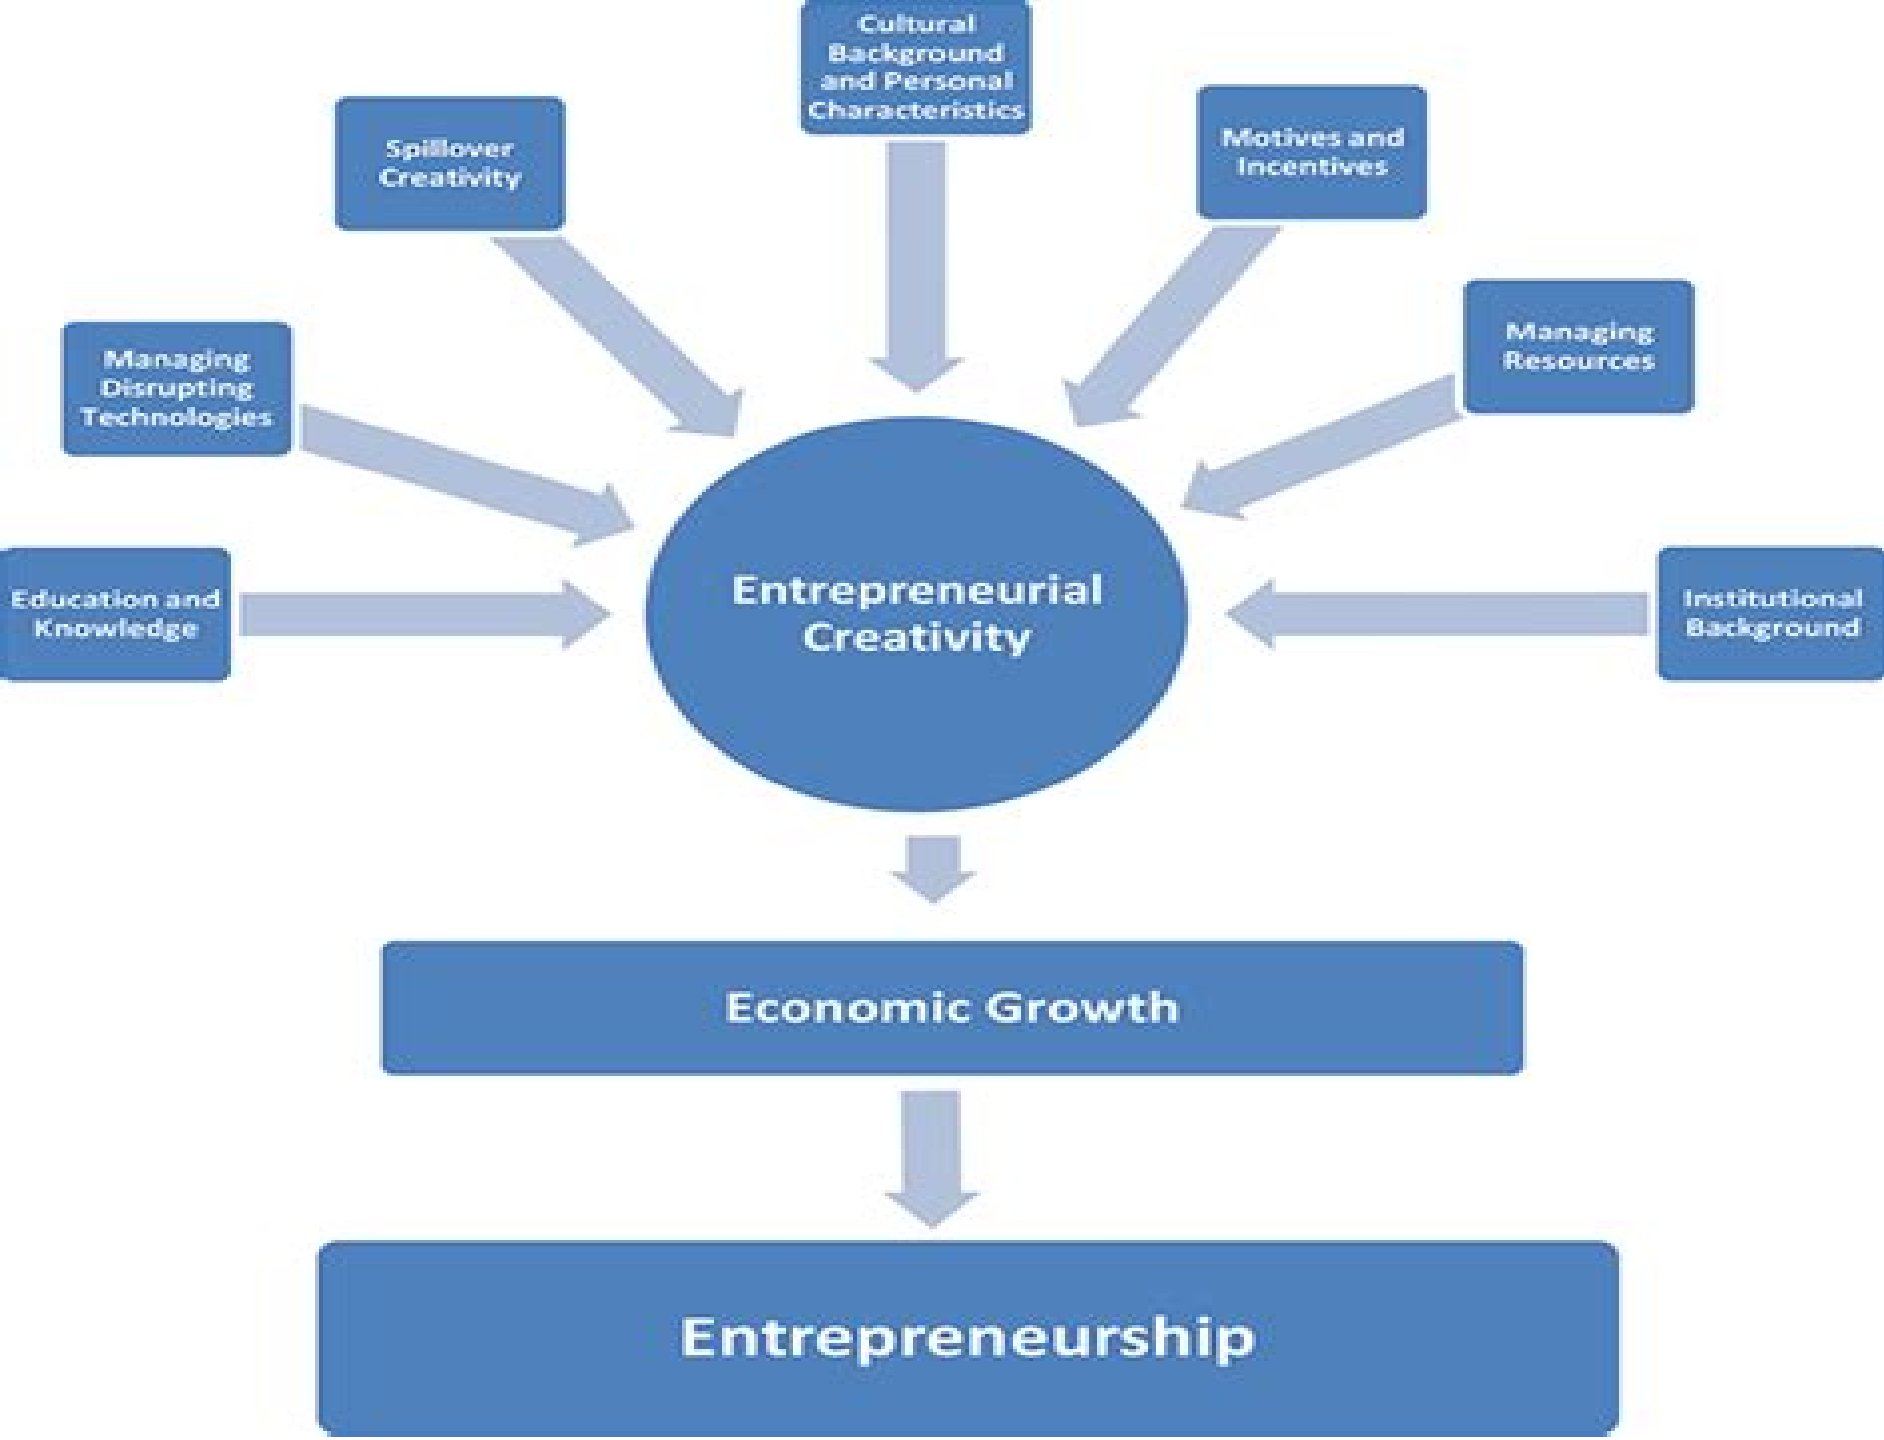 Cultural
Background
and Personal
Characteristics
Spillover
Creativity
Motives and
Incentives
Managing
Disrupting
Technologies
Managing
Resources
Education and
Knowledge
Entrepreneurial
Creativity
Institutional
Background
Economic Growth
Entrepreneurship